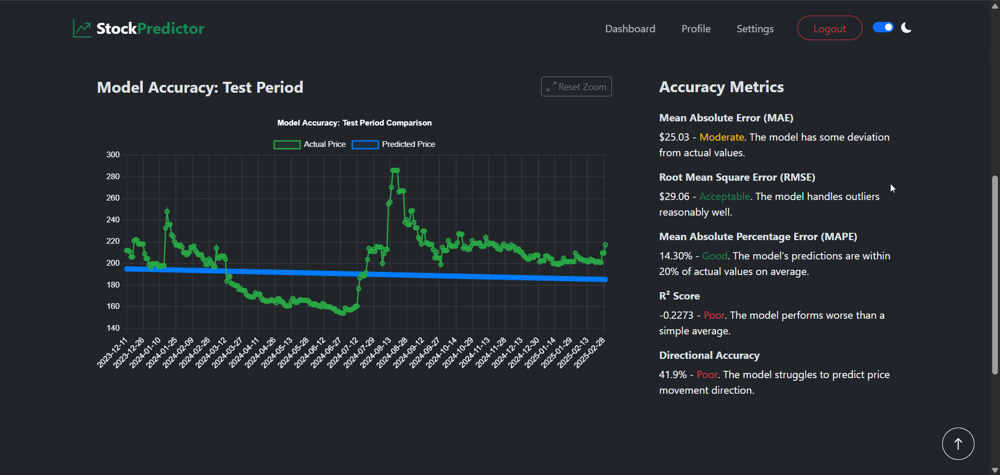 StockPredictor
Dashboard
Profile
Settings
Logout
Model Accuracy: Test Period
Reset Zoom
Model Accuracy: Test Period Comparison
Actual Price
Predicted Price
300
280
260
240
220
200
180
160
140
2023-12-11
2023-12-26
2024-01-10
2024-01-25
2024-02-09
2024-02-26
2024-03-12
2024-03-27
2024-04-11
2024-04-26
2024-05-13
2024-05-28
2024-06-12
2024-06-27
2024-07-12
2024-07-29
2024-08-13
2024-08-28
2024-09-12
2024-09-27
2024-10-14
2024-10-29
2024-11-13
2024-11-28
2024-12-13
2024-12-30
2025-01-14
2025-01-29
2025-02-13
2025-02-28
Accuracy Metrics
Mean Absolute Error (MAE)
$25.03 - Moderate. The model has some deviation
from actual values.
Root Mean Square Error (RMSE)
$29.06 - Acceptable. The model handles outliers
reasonably well.
Mean Absolute Percentage Error (MAPE)
14.30% - Good. The model's predictions are within
20% of actual values on average.
R² Score
-0.2273 - Poor. The model performs worse than a
simple average.
Directional Accuracy
41.9% - Poor. The model struggles to predict price
movement direction.